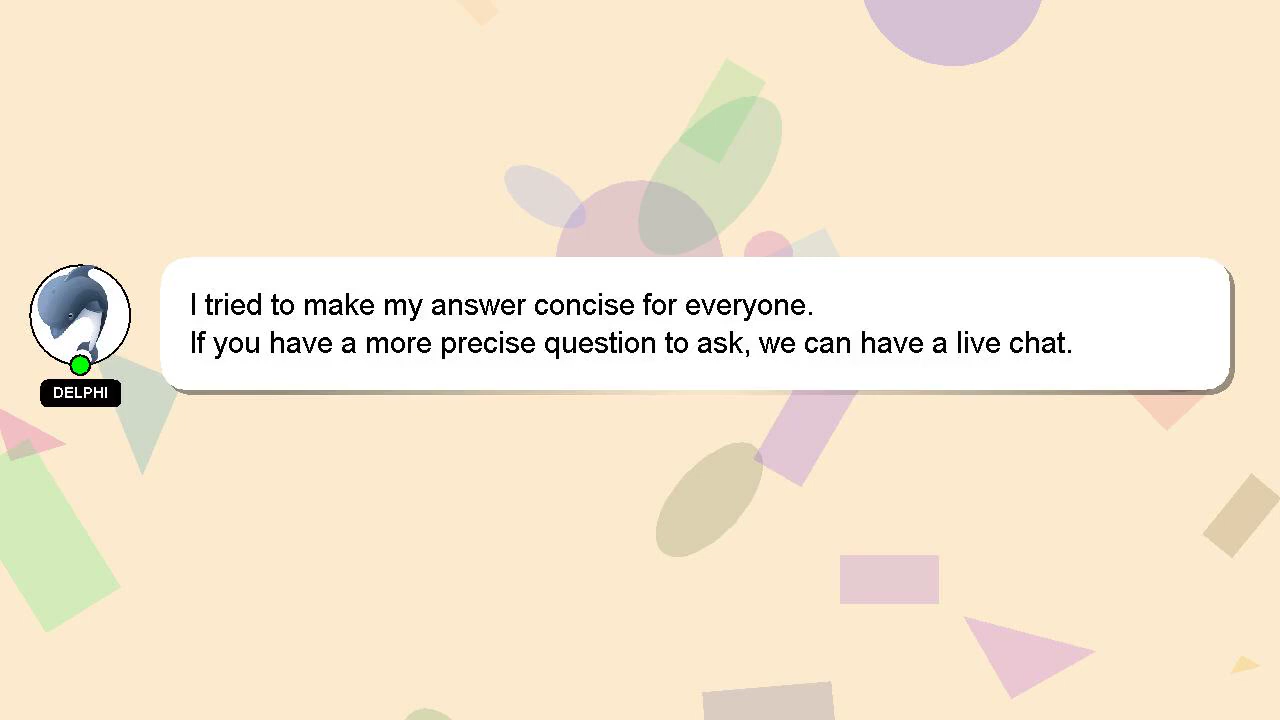 I tried to make my answer concise for everyone.
If you have a more precise question to ask, we can have a live chat.
DELPHI